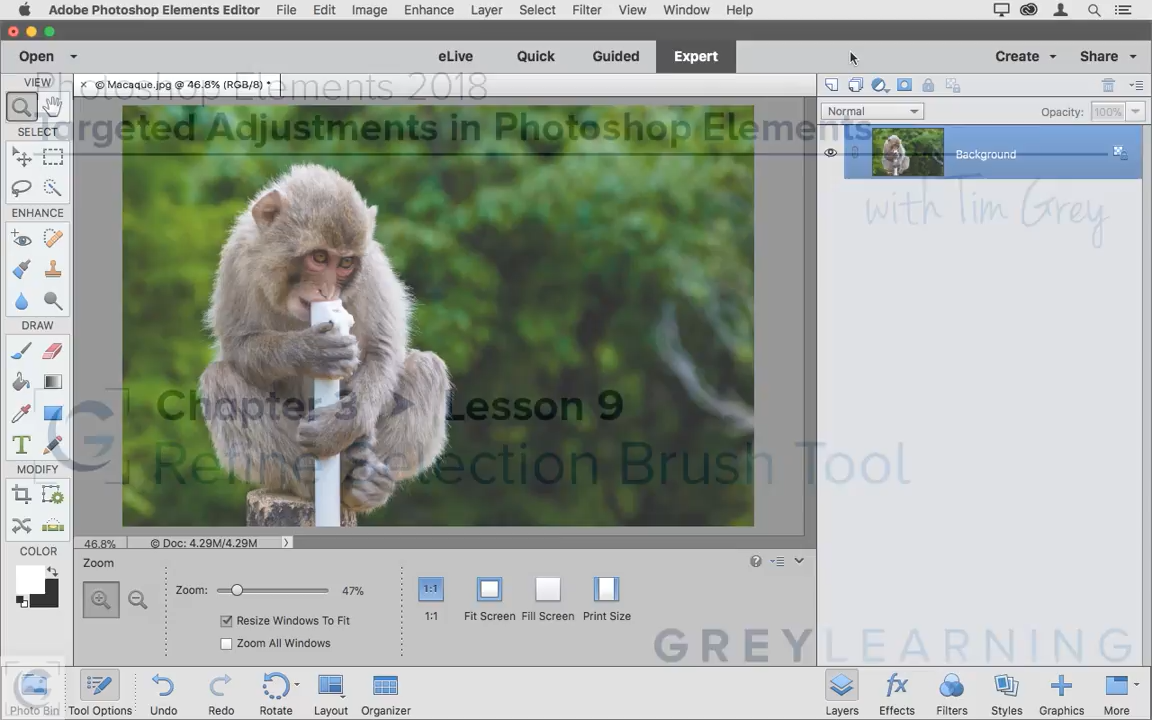 Adobe Photoshop Elements Editor File Edit Image Enhance Layer Select Filter View Window Help
Open eLive Quick Guided Expert Create Share
VIEW
× © Macaque.jpg @ 46.8% (RGB/8) *
Photoshop Elements 2018
Normal Opacity: 100%
SELECT
Targeted Adjustments in Photoshop Elements
Background
with Tim Grey
ENHANCE
DRAW
Chapter 3 Lesson 9
Refine Selection Brush Tool
T
MODIFY
46.8% © Doc: 4.29M/4.29M
COLOR
Zoom
Zoom: 47%
1:1
1:1 Fit Screen Fill Screen Print Size
Resize Windows To Fit
Zoom All Windows
GREYLEARNING
Photo Bin Tool Options Undo Redo Rotate Layout Organizer Layers Effects Filters Styles Graphics More